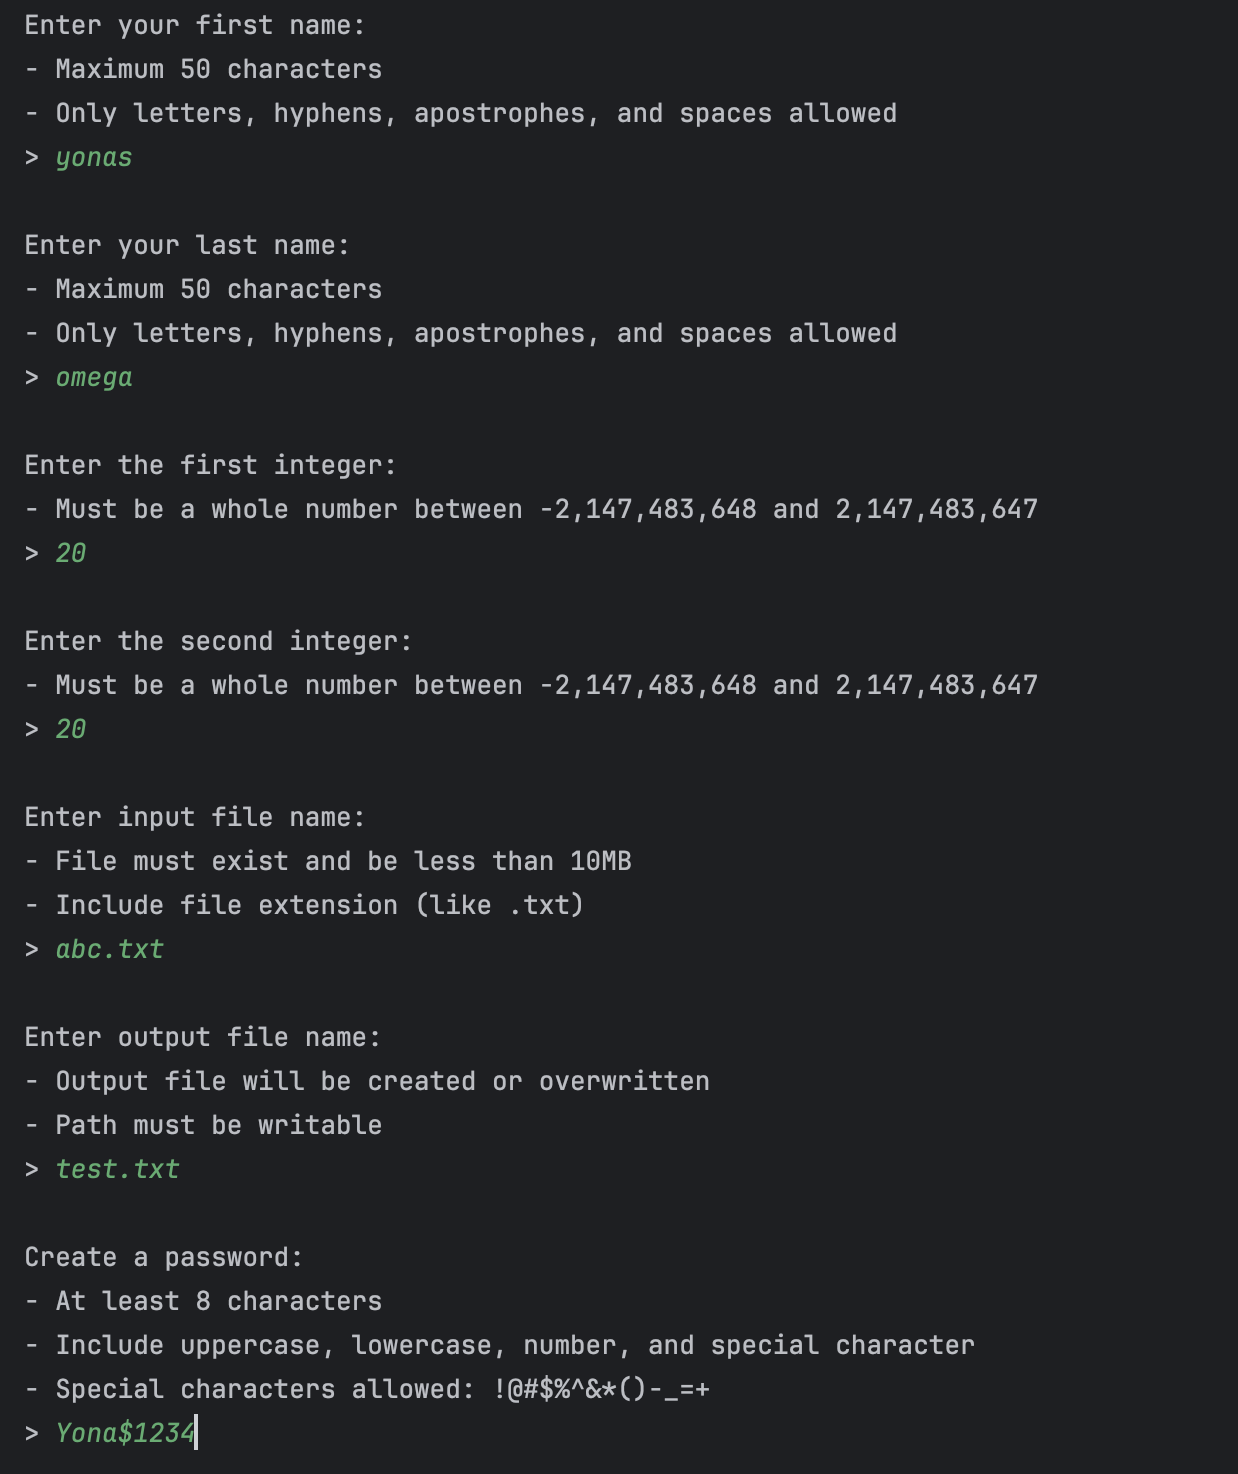 Enter your first name:
- Maximum 50 characters
- Only letters, hyphens, apostrophes, and spaces allowed
> yonas
Enter your last name:
- Maximum 50 characters
- Only letters, hyphens, apostrophes, and spaces allowed
> omega
Enter the first integer:
- Must be a whole number between -2,147,483,648 and 2,147,483,647
> 20
Enter the second integer:
- Must be a whole number between -2,147,483,648 and 2,147,483,647
> 20
Enter input file name:
- File must exist and be less than 10MB
- Include file extension (like .txt)
> abc.txt
Enter output file name:
- Output file will be created or overwritten
- Path must be writable
> test.txt
Create a password:
- At least 8 characters
- Include uppercase, lowercase, number, and special character
- Special characters allowed: !@#$%^&*()-_=+
> Yona$1234